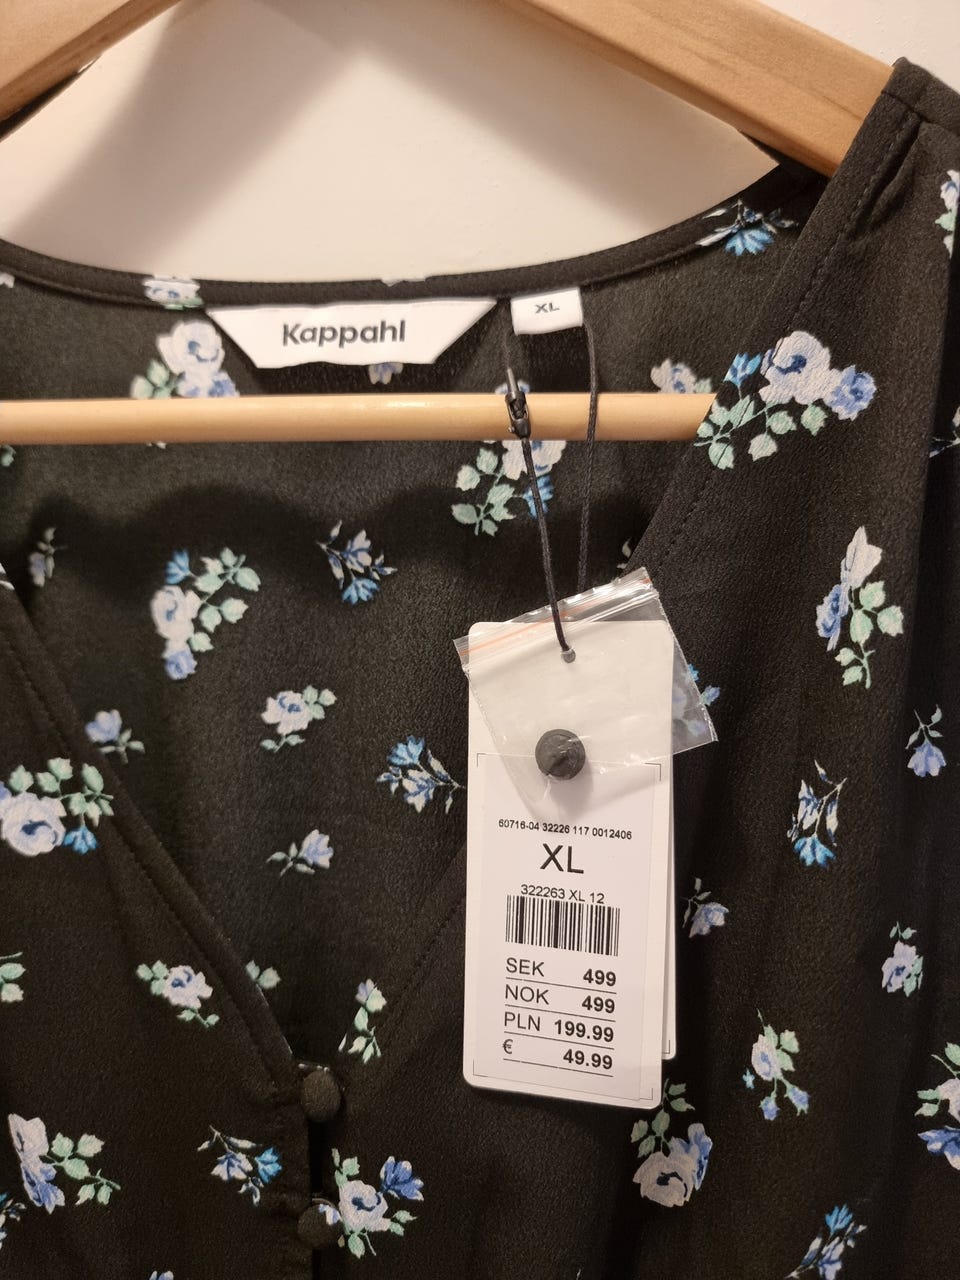 Kappahl
XL
60716-04 32226 117 0012406
XL
322263 XL 12
SEK 499
NOK 499
PLN 199.99
€ 49.99